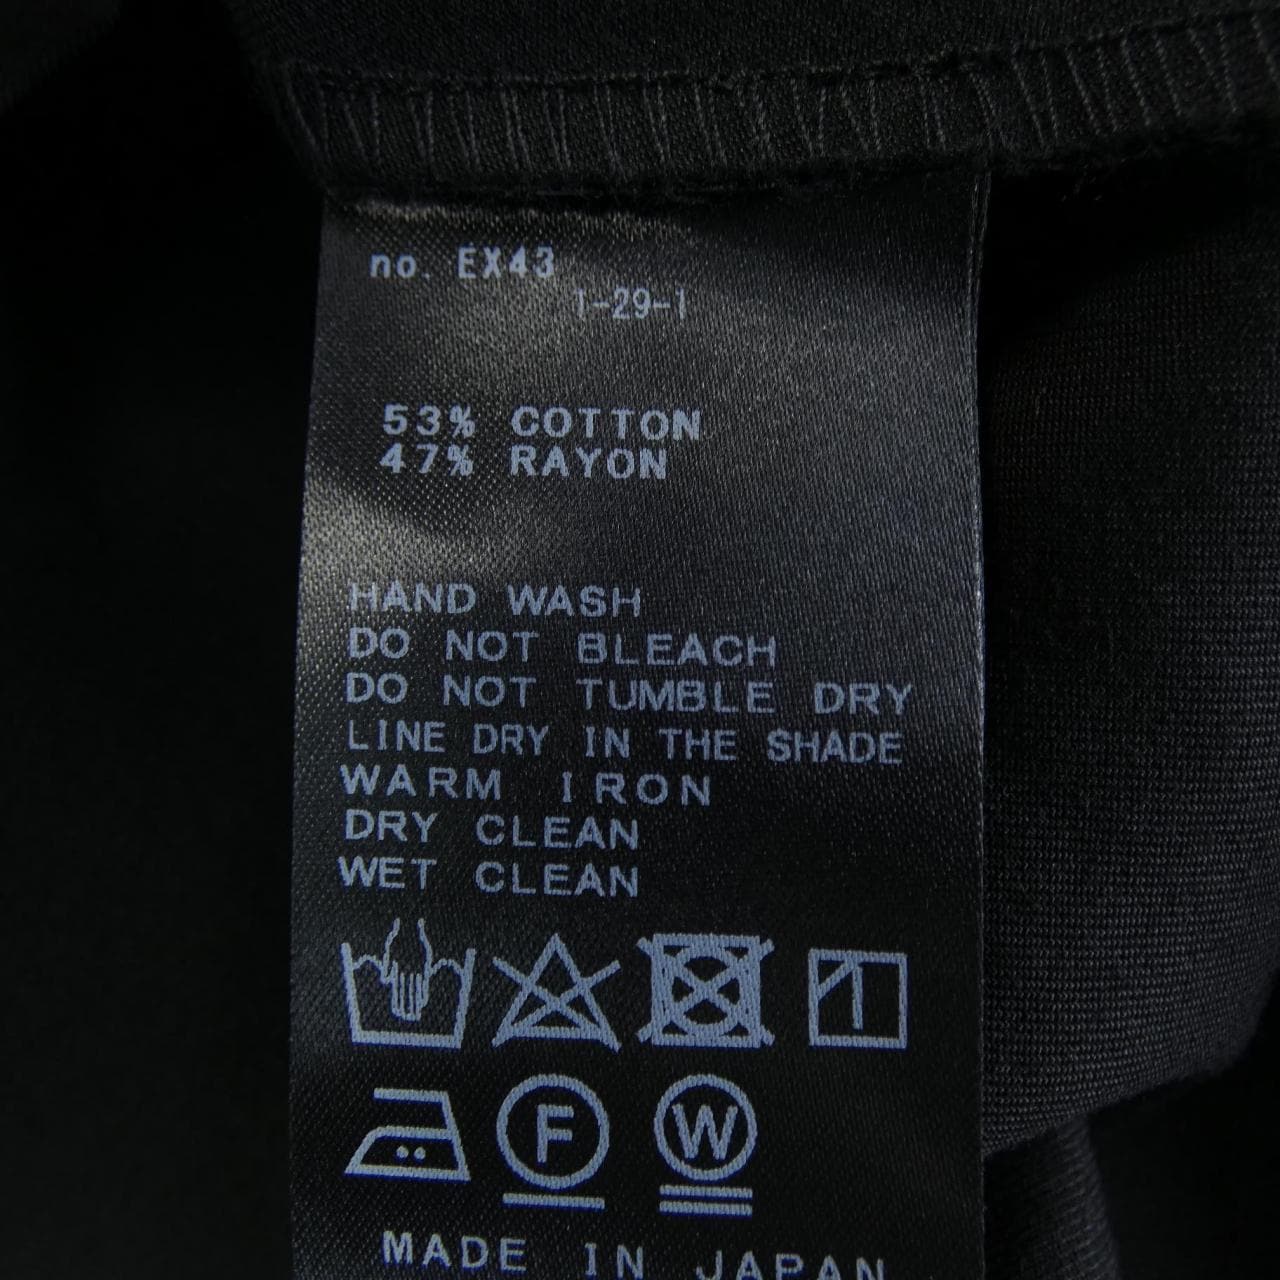 no. EX43
1-29-1
53% COTTON
47% RAYON
HAND WASH
DO NOT BLEACH
DO NOT TUMBLE DRY
LINE DRY IN THE SHADE
WARM IRON
DRY CLEAN
WET CLEAN
F W
MADE IN JAPAN